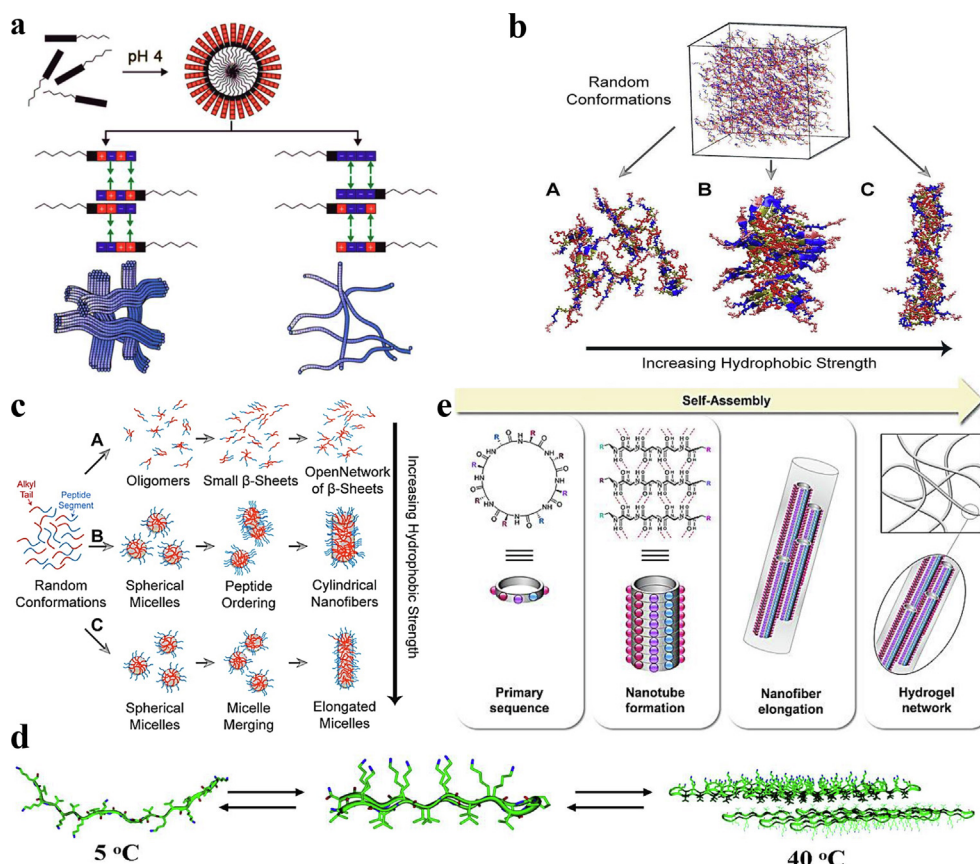 a
pH 4
b
Random
Conformations
A
B
C
Increasing Hydrophobic Strength
c
A
Oligomers
Small β-Sheets
OpenNetwork
of β-Sheets
Alkyl
Tail
Peptide
Segment
B
Random
Conformations
Spherical
Micelles
Peptide
Ordering
Cylindrical
Nanofibers
C
Spherical
Micelles
Micelle
Merging
Elongated
Micelles
Increasing Hydrophobic Strength
e
Self-Assembly
Primary
sequence
Nanotube
formation
Nanofiber
elongation
Hydrogel
network
d
5 °C
40 °C